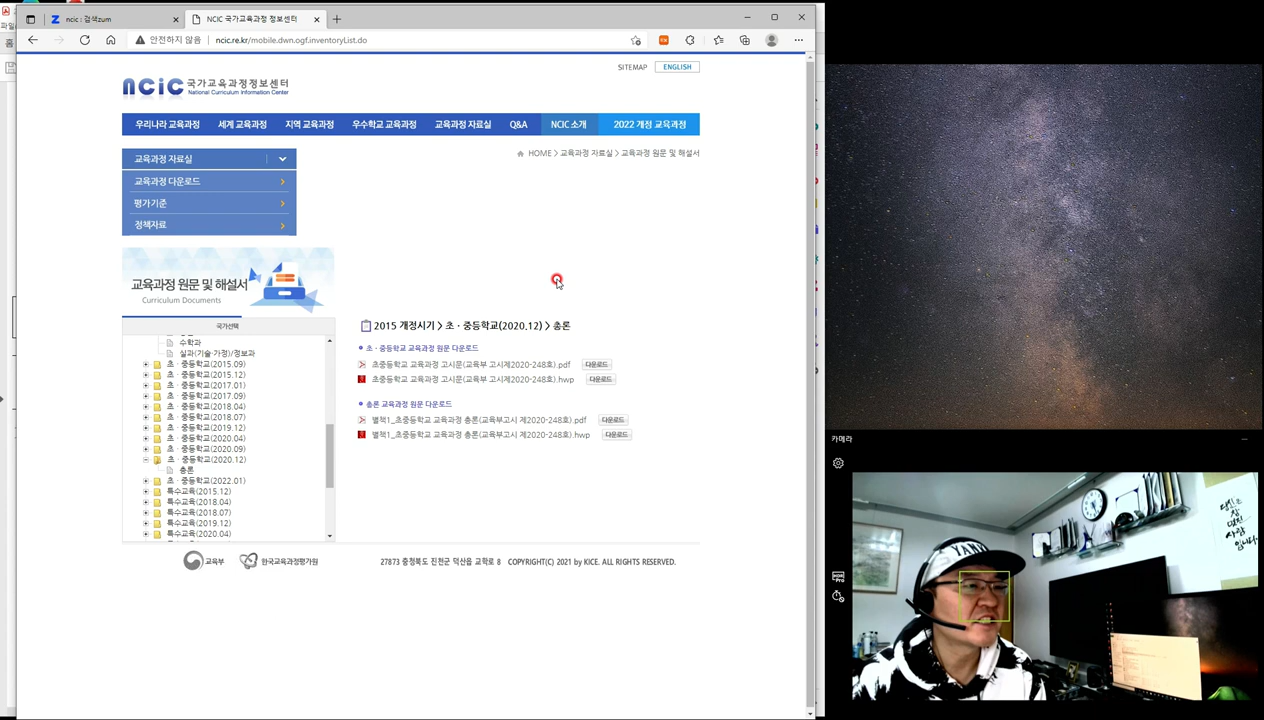 ncic : 검색zum
NCIC 국가교육과정 정보센터
안전하지 않음
ncic.re.kr/mobile.dwn.ogf.inventoryList.do
SITEMAP
ENGLISH
ncic 국가교육과정정보센터
National Curriculum Information Center
우리나라 교육과정 세계 교육과정 지역 교육과정 우수학교 교육과정 교육과정 자료실 Q&A NCIC 소개 2022 개정 교육과정
HOME > 교육과정 자료실 > 교육과정 원문 및 해설서
교육과정 자료실
교육과정 다운로드
평가기준
정책자료
교육과정 원문 및 해설서
Curriculum Documents
국가선택
수학과
실과(기술·가정)/정보과
초·중등학교(2015.09)
초·중등학교(2015.12)
초·중등학교(2017.01)
초·중등학교(2017.09)
초·중등학교(2018.04)
초·중등학교(2018.07)
초·중등학교(2019.12)
초·중등학교(2020.04)
초·중등학교(2020.09)
초·중등학교(2020.12)
총론
초·중등학교(2022.01)
특수교육(2015.12)
특수교육(2018.04)
특수교육(2018.07)
특수교육(2019.12)
특수교육(2020.04)
2015 개정시기 > 초·중등학교(2020.12) > 총론
초·중등학교 교육과정 원문 다운로드
초중등학교 교육과정 고시문(교육부 고시제2020-248호).pdf 다운로드
초중등학교 교육과정 고시문(교육부 고시제2020-248호).hwp 다운로드
총론 교육과정 원문 다운로드
별책1_초중등학교 교육과정 총론(교육부고시 제2020-248호).pdf 다운로드
별책1_초중등학교 교육과정 총론(교육부고시 제2020-248호).hwp 다운로드
교육부
한국교육과정평가원
27873 충청북도 진천군 덕산읍 교학로 8 COPYRIGHT(C) 2021 by KICE. ALL RIGHTS RESERVED.
카메라
HDR
Pro
당신은
참
멋진
사람
입니다